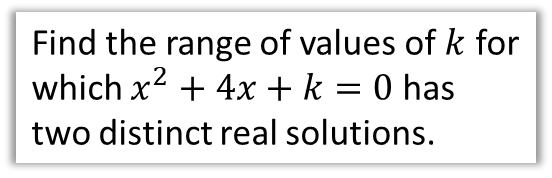 Find the range of values of 𝑘 for
which 𝑥² + 4𝑥 + 𝑘 = 0 has
two distinct real solutions.